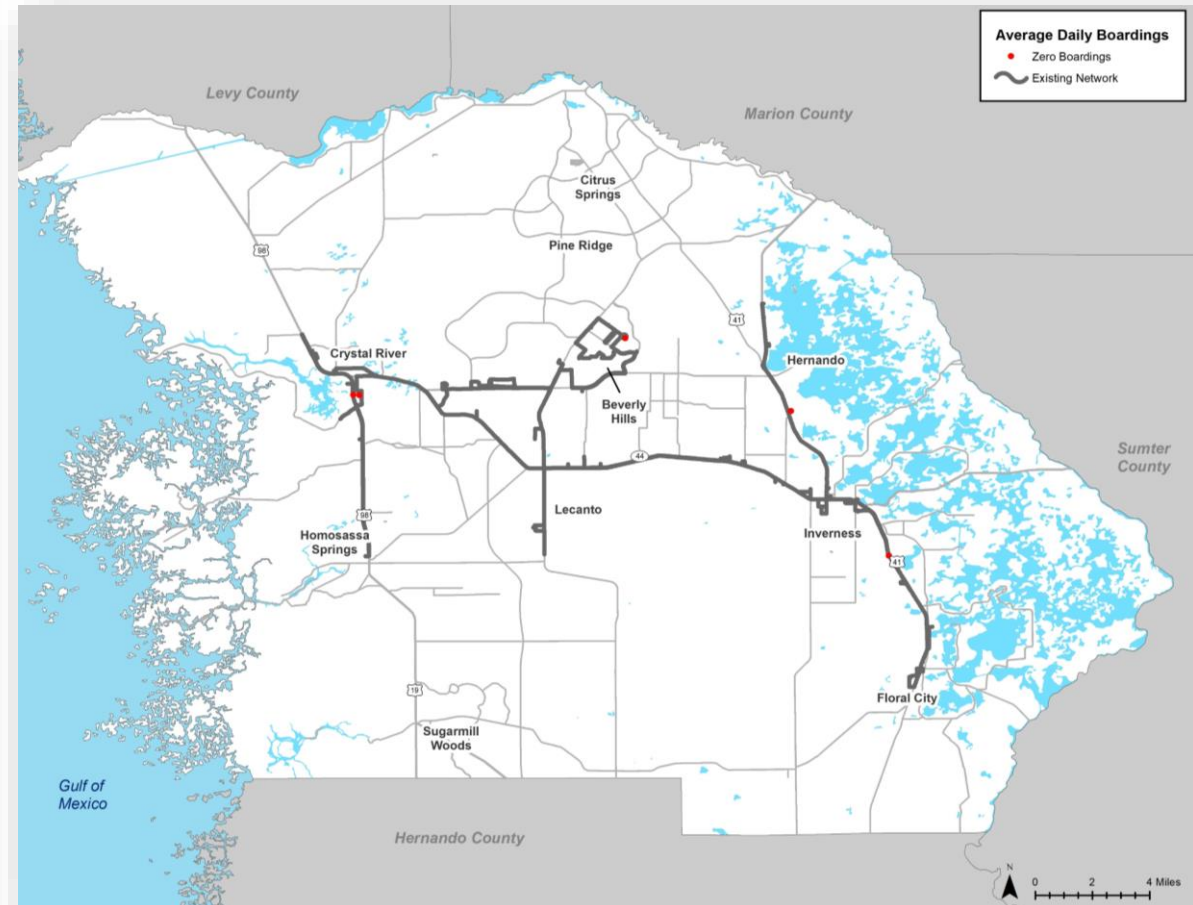 Average Daily Boardings
Zero Boardings
Existing Network
Levy County
Marion County
Citrus
Springs
Pine Ridge
98
41
Crystal River
Hernando
Beverly
Hills
44
Sumter
County
98
Lecanto
Homosassa
Springs
Inverness
41
19
Floral City
Sugarmill
Woods
Gulf of
Mexico
Hernando County
N
0 2 4 Miles